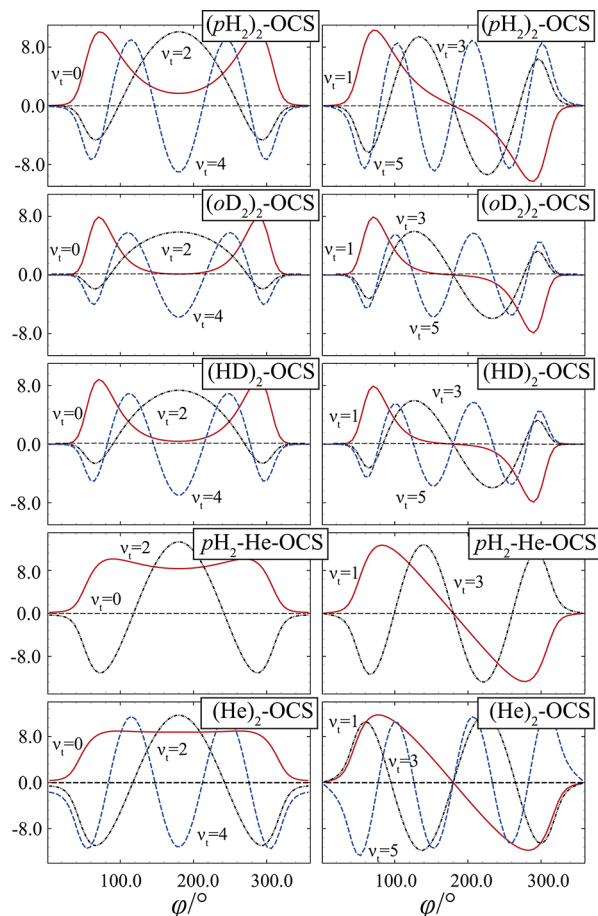 (pH₂)₂-OCS
8.0
0.0
-8.0
νₜ=0
νₜ=2
νₜ=4
(pH₂)₂-OCS
νₜ=3
νₜ=1
νₜ=5
(oD₂)₂-OCS
8.0
0.0
-8.0
νₜ=0
νₜ=2
νₜ=4
(oD₂)₂-OCS
νₜ=3
νₜ=1
νₜ=5
(HD)₂-OCS
8.0
0.0
-8.0
νₜ=0
νₜ=2
νₜ=4
(HD)₂-OCS
νₜ=3
νₜ=1
νₜ=5
pH₂-He-OCS
8.0
0.0
-8.0
νₜ=2
νₜ=0
pH₂-He-OCS
νₜ=1
νₜ=3
(He)₂-OCS
8.0
0.0
-8.0
νₜ=0
νₜ=2
νₜ=4
(He)₂-OCS
νₜ=1
νₜ=3
νₜ=5
100.0 200.0 300.0
100.0 200.0 300.0
φ/°
φ/°